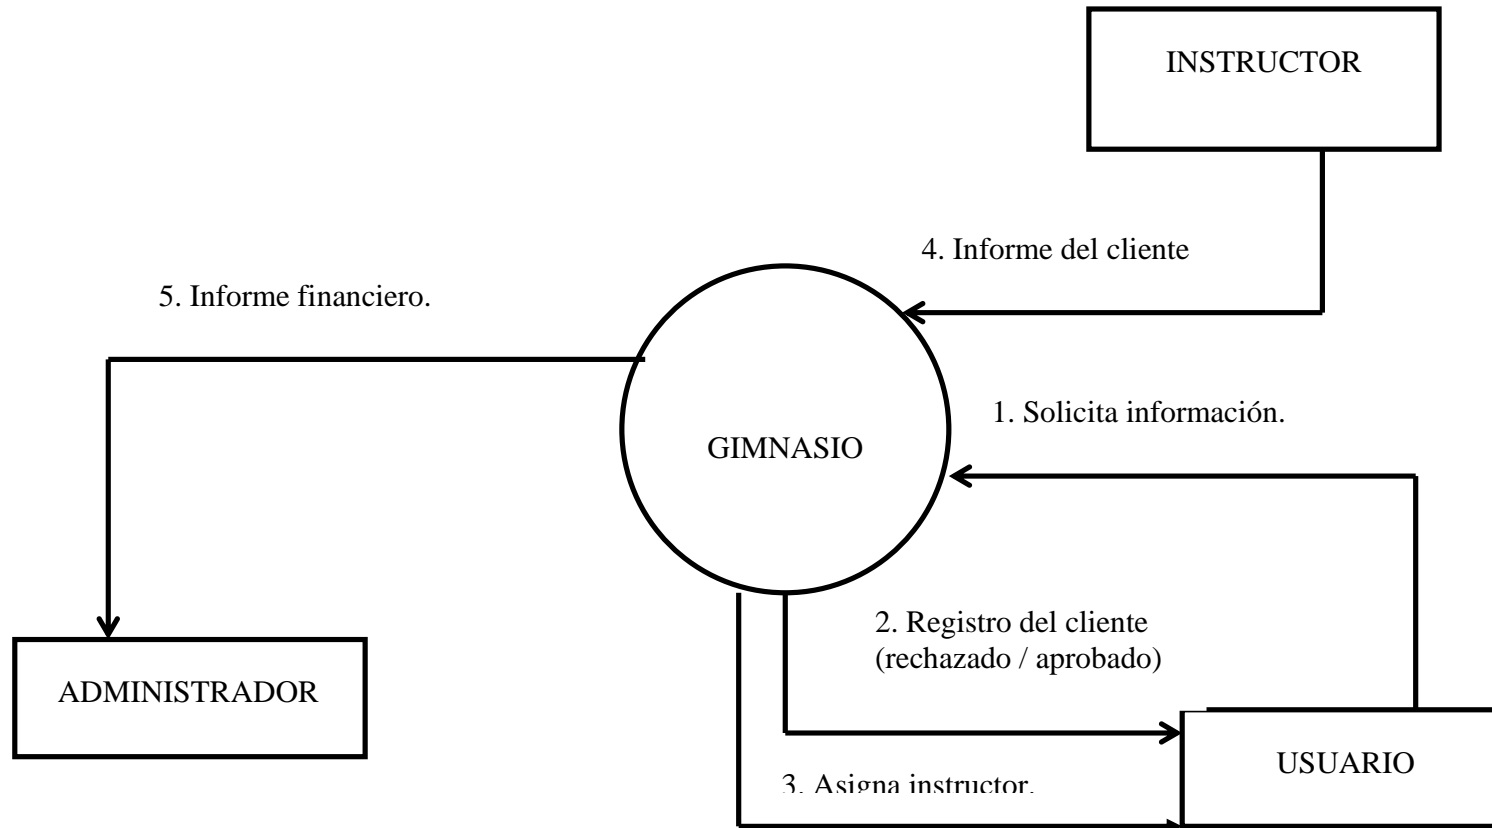 INSTRUCTOR
4. Informe del cliente
5. Informe financiero.
1. Solicita información.
GIMNASIO
2. Registro del cliente
(rechazado / aprobado)
ADMINISTRADOR
USUARIO
3. Asigna instructor.